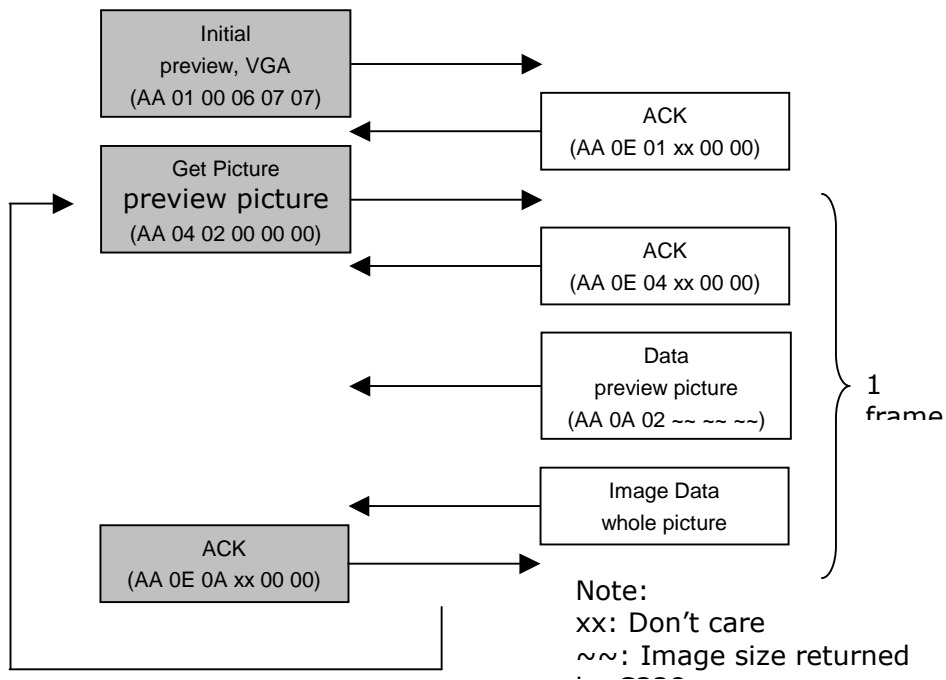 Initial
preview, VGA
(AA 01 00 06 07 07)
ACK
(AA 0E 01 xx 00 00)
Get Picture
preview picture
(AA 04 02 00 00 00)
ACK
(AA 0E 04 xx 00 00)
Data
preview picture
(AA 0A 02 ~~ ~~ ~~)
1
frame
Image Data
whole picture
ACK
(AA 0E 0A xx 00 00)
Note:
xx: Don’t care
~~: Image size returned